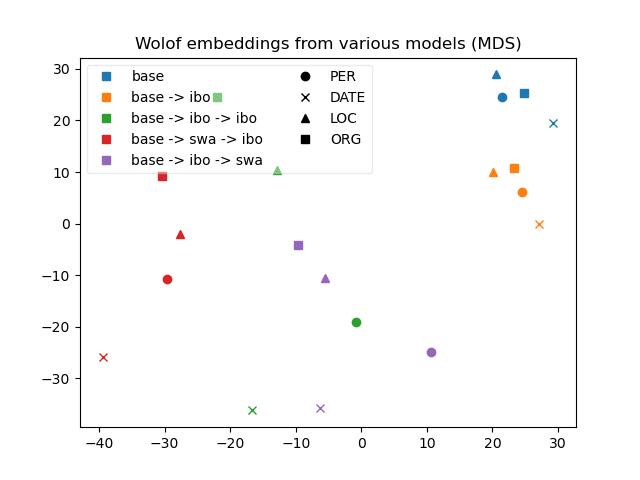 Wolof embeddings from various models (MDS)
30
20
10
0
−10
−20
−30
base
base -> ibo
base -> ibo -> ibo
base -> swa -> ibo
base -> ibo -> swa
PER
DATE
LOC
ORG
−40 −30 −20 −10 0 10 20 30